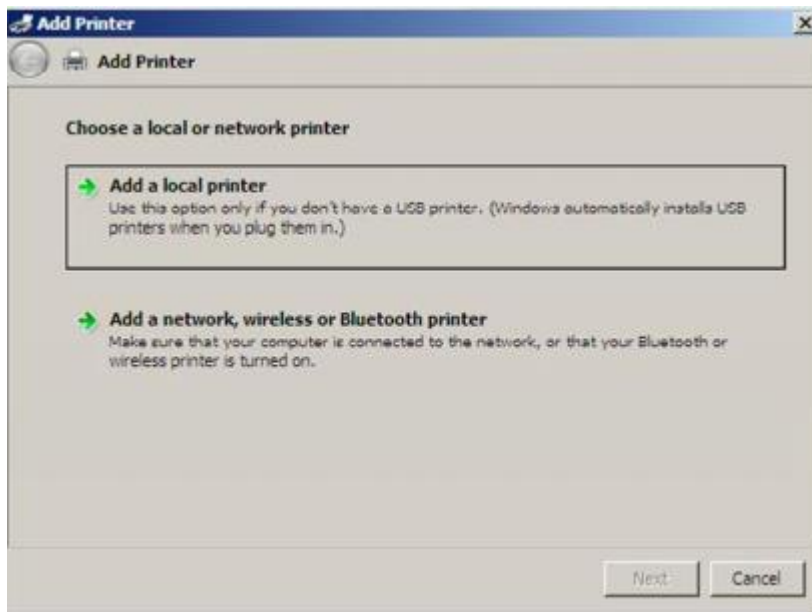 Add Printer
Add Printer
Choose a local or network printer
Add a local printer
Use this option only if you don't have a USB printer. (Windows automatically installs USB
printers when you plug them in.)
Add a network, wireless or Bluetooth printer
Make sure that your computer is connected to the network, or that your Bluetooth or
wireless printer is turned on.
Next Cancel